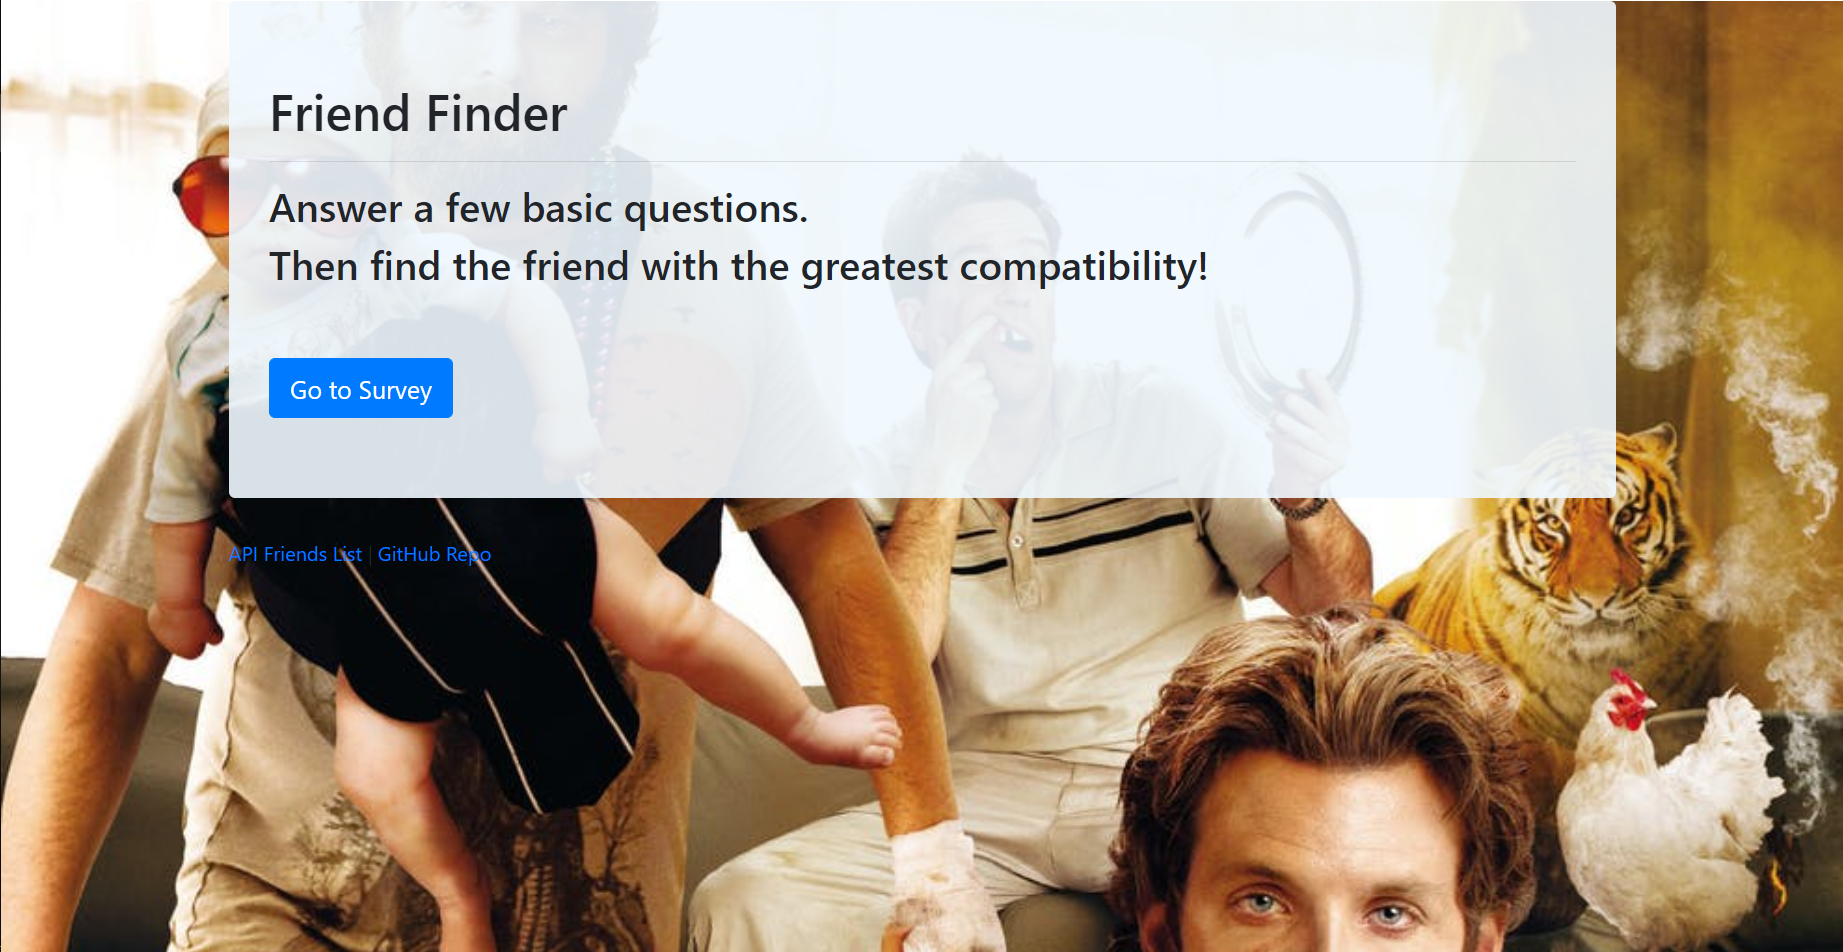 Friend Finder
Answer a few basic questions.
Then find the friend with the greatest compatibility!
Go to Survey
API Friends List | GitHub Repo